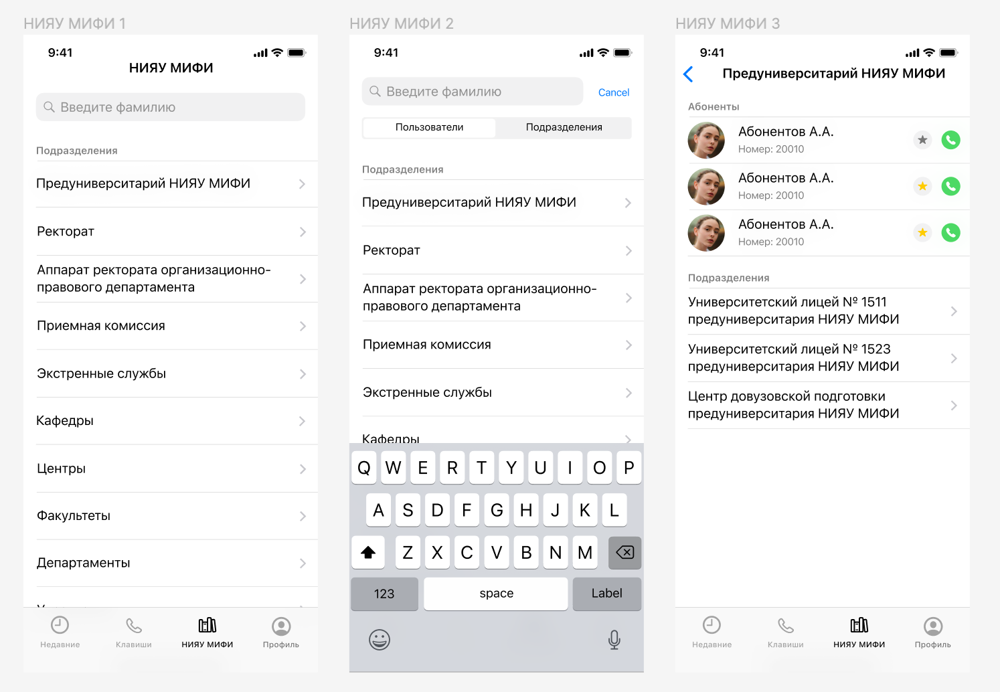 НИЯУ МИФИ 1
9:41
НИЯУ МИФИ
Введите фамилию
Подразделения
Предуниверситарий НИЯУ МИФИ
Ректорат
Аппарат ректората организационно-
правового департамента
Приемная комиссия
Экстренные службы
Кафедры
Центры
Факультеты
Департаменты
Недавние
Клавиши
НИЯУ МИФИ
Профиль
НИЯУ МИФИ 2
9:41
Введите фамилию
Cancel
Пользователи
Подразделения
Подразделения
Предуниверситарий НИЯУ МИФИ
Ректорат
Аппарат ректората организационно-
правового департамента
Приемная комиссия
Экстренные службы
Кафедры
Q W E R T Y U I O P
A S D F G H J K L
Z X C V B N M
123 space Label
НИЯУ МИФИ 3
9:41
Предуниверситарий НИЯУ МИФИ
Абоненты
Абонентов А.А.
Номер: 20010
Абонентов А.А.
Номер: 20010
Абонентов А.А.
Номер: 20010
Подразделения
Университетский лицей № 1511
предуниверситария НИЯУ МИФИ
Университетский лицей № 1523
предуниверситария НИЯУ МИФИ
Центр довузовской подготовки
предуниверситария НИЯУ МИФИ
Недавние
Клавиши
НИЯУ МИФИ
Профиль